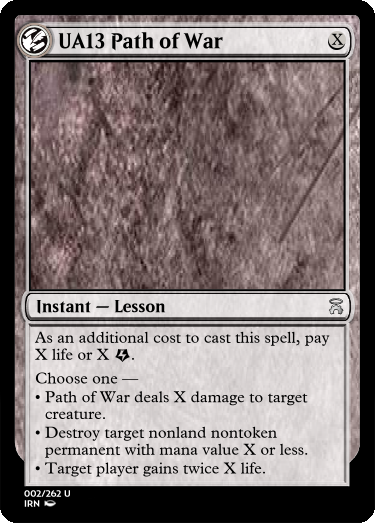 UA13 Path of War X
Instant — Lesson
As an additional cost to cast this spell, pay
X life or X .
Choose one —
• Path of War deals X damage to target
creature.
• Destroy target nonland nontoken
permanent with mana value X or less.
• Target player gains twice X life.
002/262 U
IRN